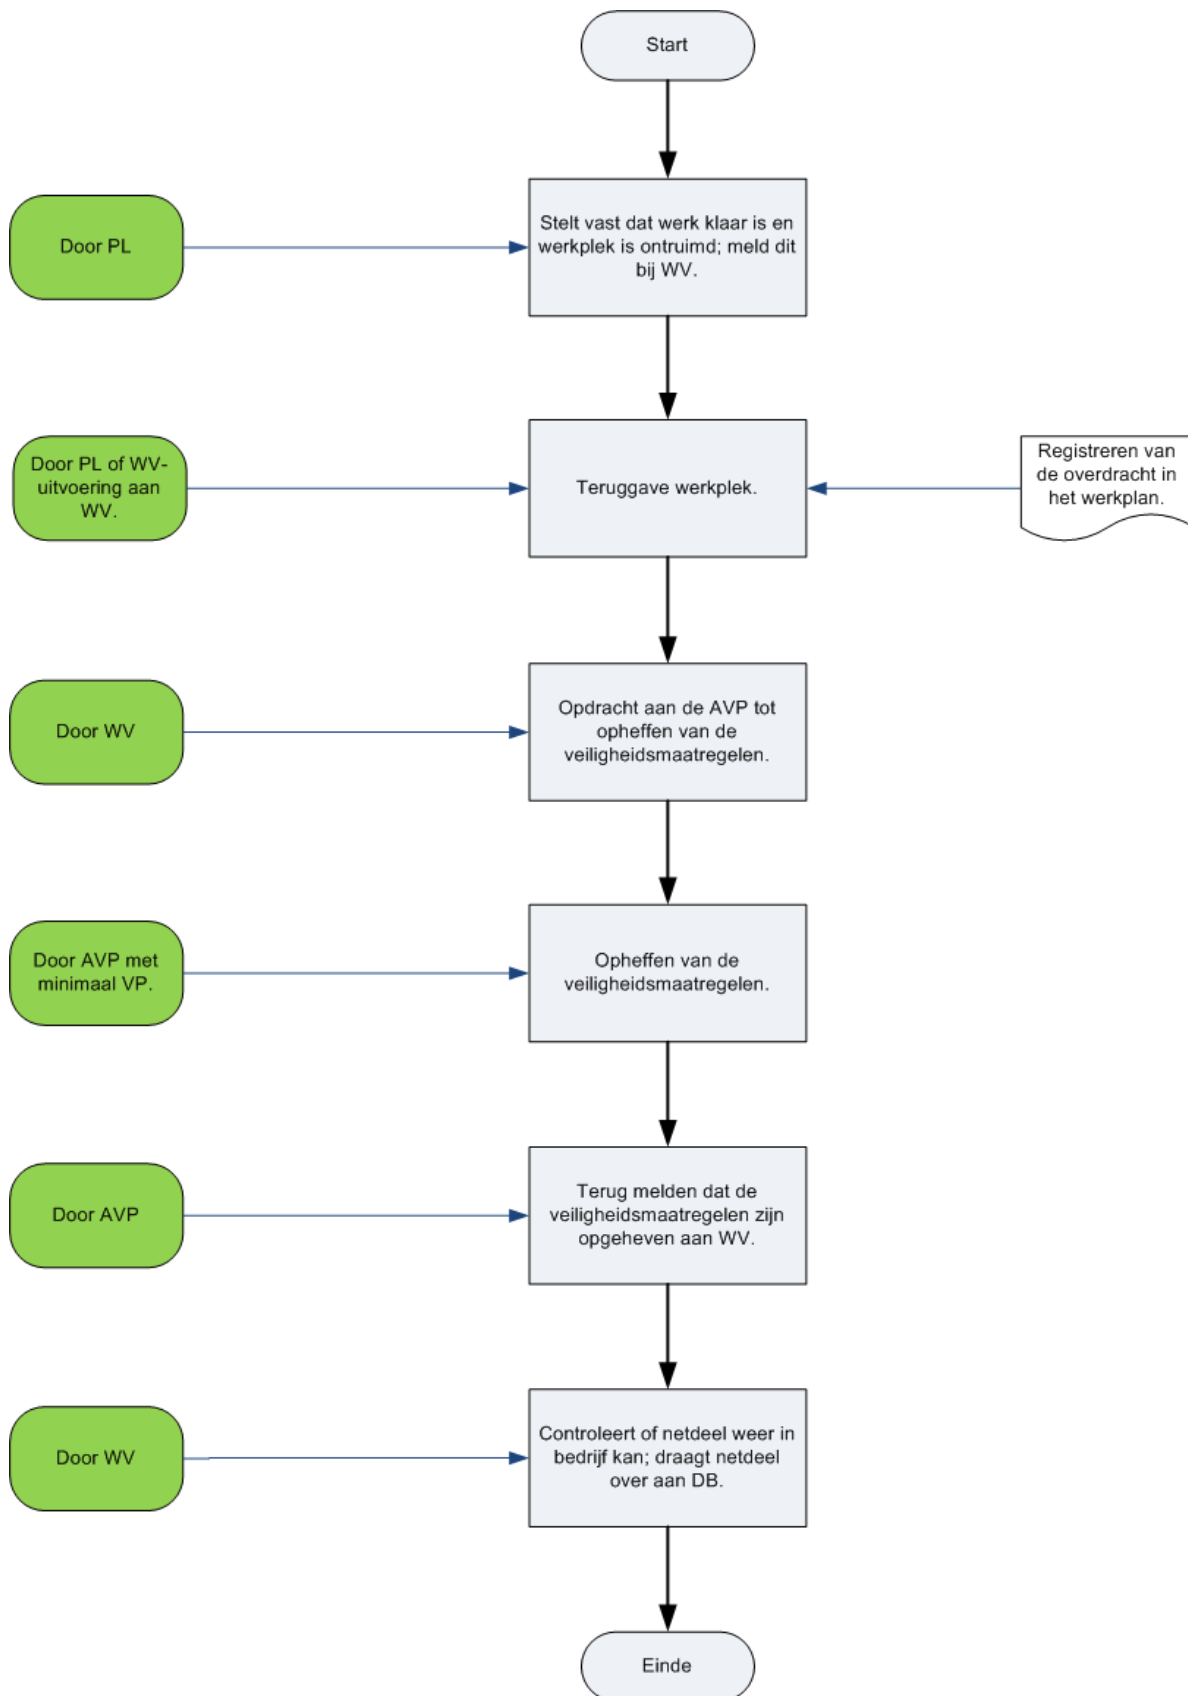 Start
Door PL
Stelt vast dat werk klaar is en
werkplek is ontruimd; meld dit
bij WV.
Door PL of WV-
uitvoering aan
WV.
Teruggave werkplek.
Registreren van
de overdracht in
het werkplan.
Door WV
Opdracht aan de AVP tot
opheffen van de
veiligheidsmaatregelen.
Door AVP met
minimaal VP.
Opheffen van de
veiligheidsmaatregelen.
Door AVP
Terug melden dat de
veiligheidsmaatregelen zijn
opgeheven aan WV.
Door WV
Controleert of netdeel weer in
bedrijf kan; draagt netdeel
over aan DB.
Einde